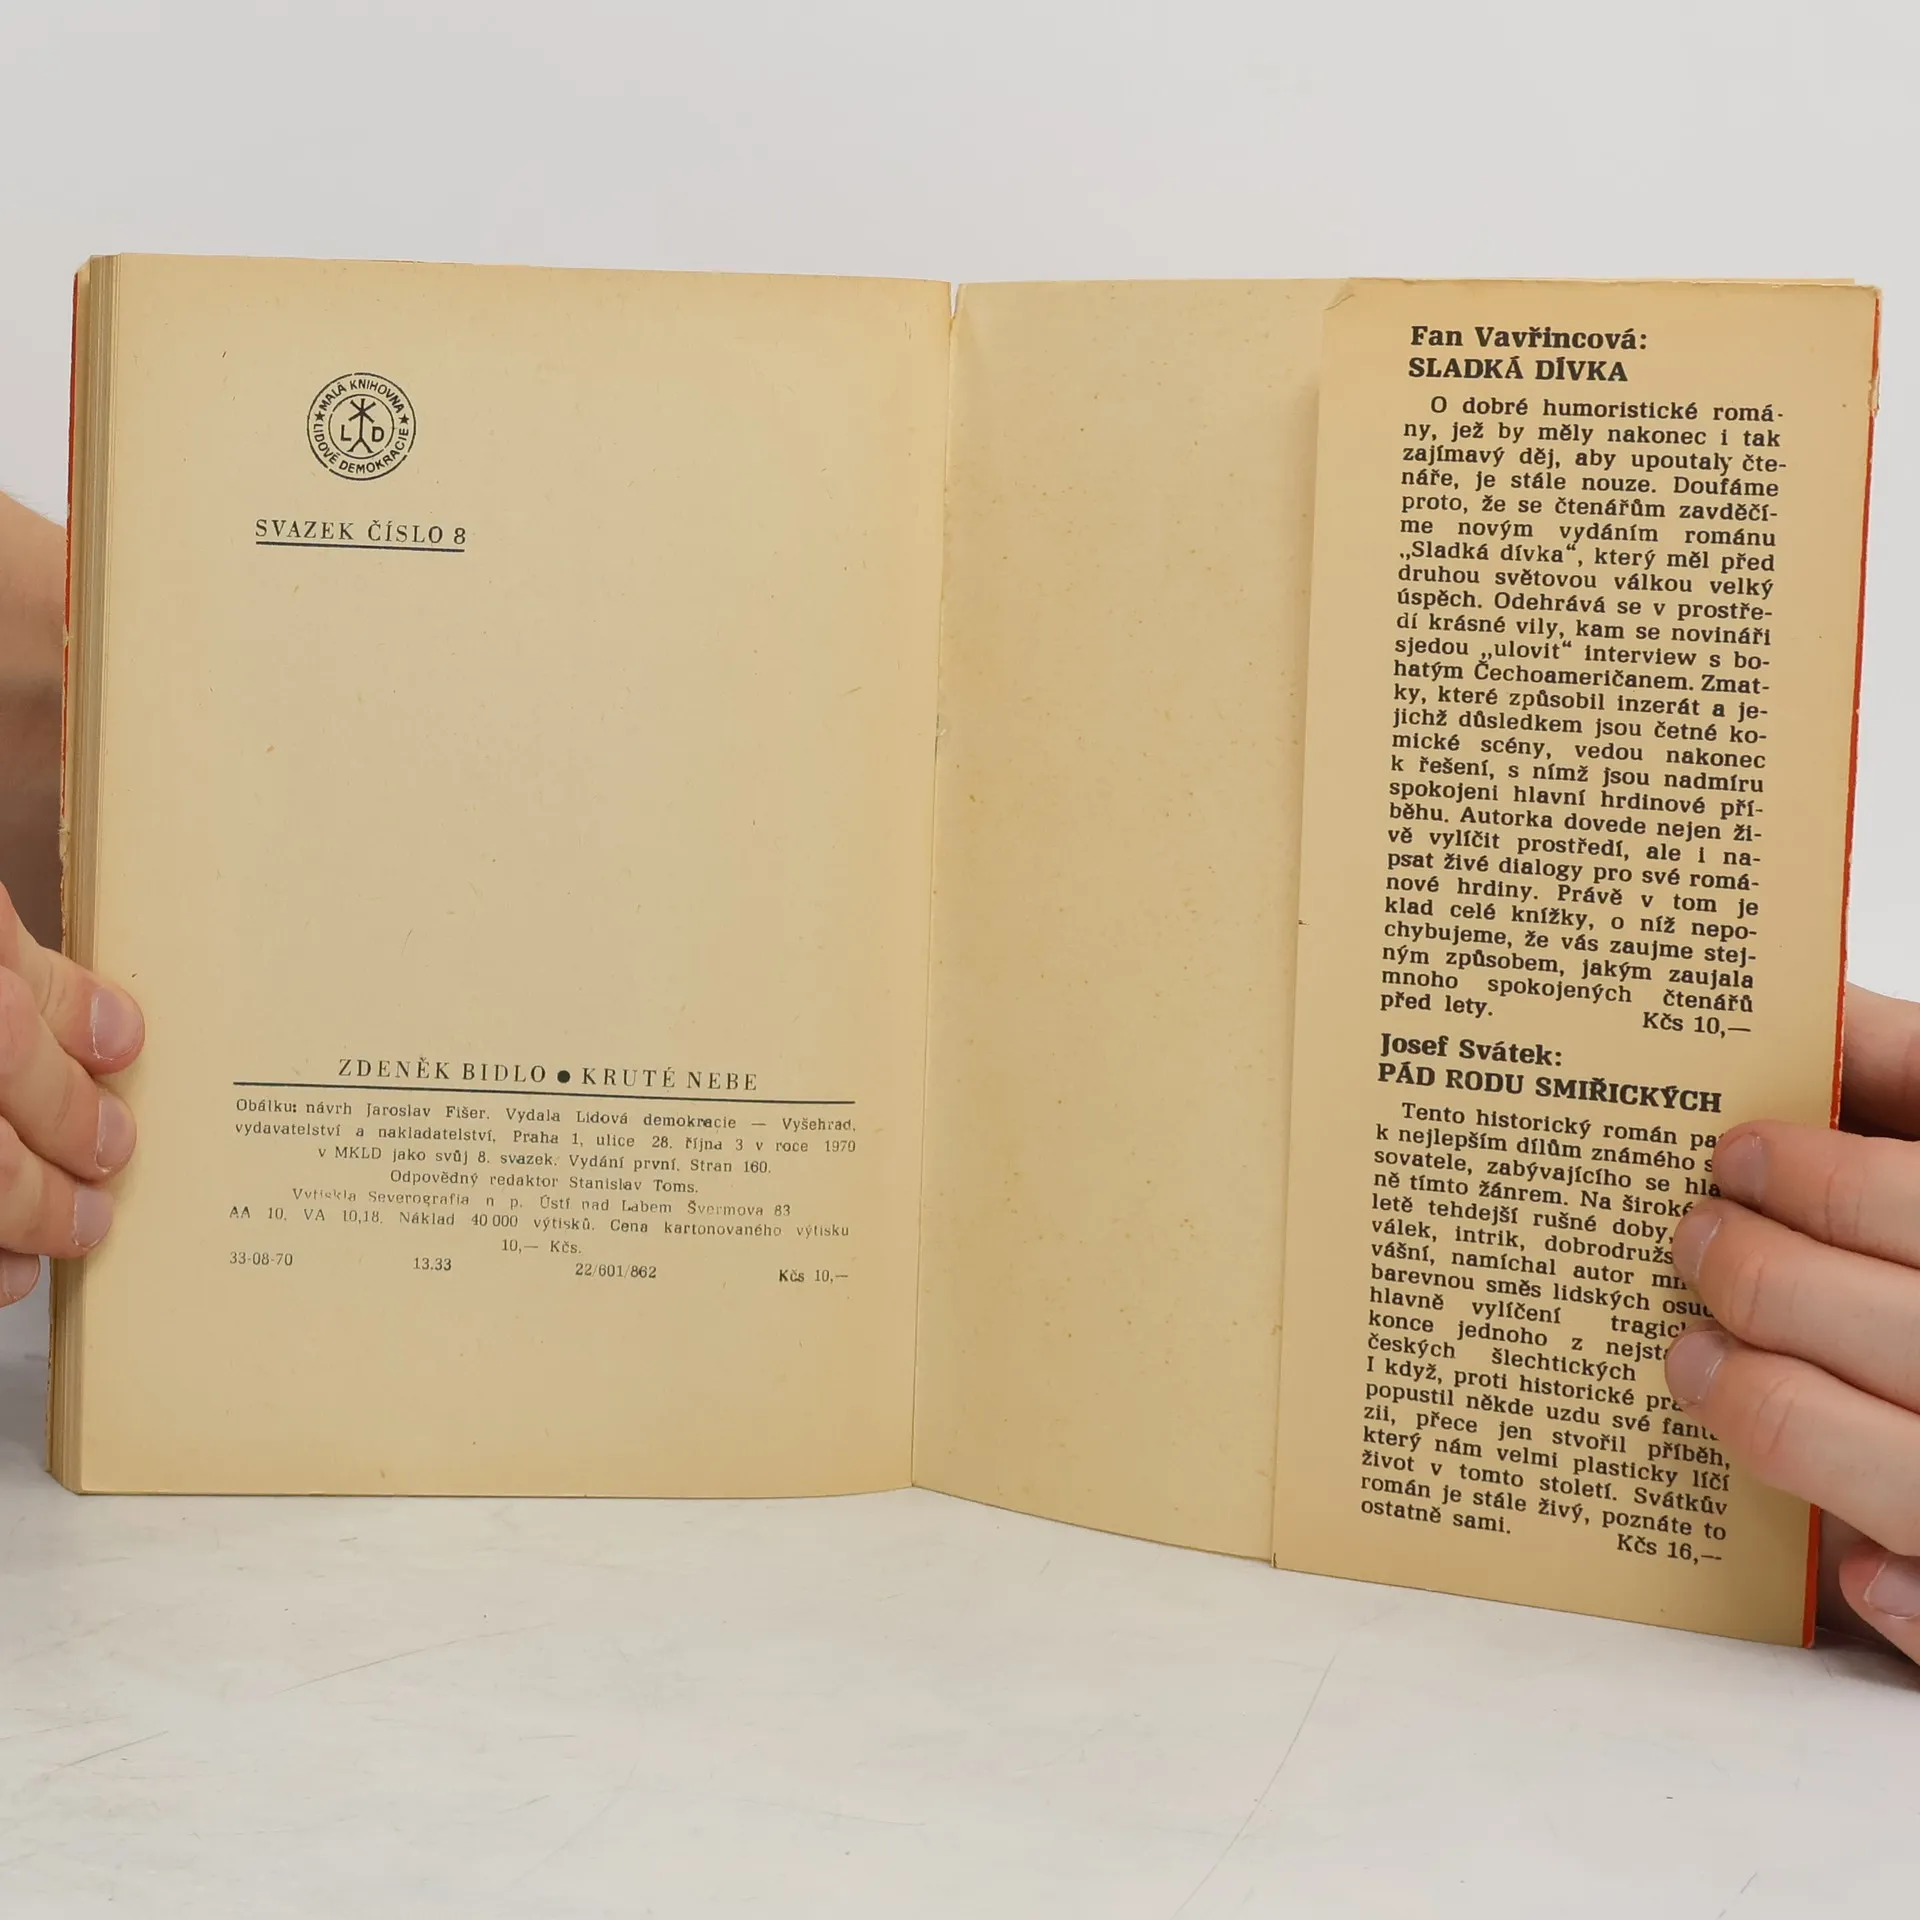 MALÁ KNIHOVNA
★ LIDOVÉ DEMOKRACIE ★
L D
SVAZEK ČÍSLO 8
ZDENĚK BIDLO ● KRUTÉ NEBE
Obálku: návrh Jaroslav Fišer. Vydala Lidová demokracie — Vyšehrad,
vydavatelství a nakladatelství, Praha 1, ulice 28. října 3 v roce 1970
v MKLD jako svůj 8. svazek. Vydání první. Stran 160.
Odpovědný redaktor Stanislav Toms.
Vytiskla Severografia n p. Ústí nad Labem Švermova 83
AA 10. VA 10,18. Náklad 40 000 výtisků. Cena kartonovaného výtisku
10,— Kčs.
33-08-70 13.33 22/601/862 Kčs 10,—
Fan Vavřincová:
SLADKÁ DÍVKA
O dobré humoristické romá-
ny, jež by měly nakonec i tak
zajímavý děj, aby upoutaly čte-
náře, je stále nouze. Doufáme
proto, že se čtenářům zavděčí-
me novým vydáním románu
„Sladká dívka“, který měl před
druhou světovou válkou velký
úspěch. Odehrává se v prostře-
dí krásné vily, kam se novináři
sjedou „ulovit“ interview s bo-
hatým Čechoameričanem. Zmat-
ky, které způsobil inzerát a je-
jichž důsledkem jsou četné ko-
mické scény, vedou nakonec
k řešení, s nímž jsou nadmíru
spokojeni hlavní hrdinové pří-
běhu. Autorka dovede nejen ži-
vě vylíčit prostředí, ale i na-
psat živé dialogy pro své romá-
nové hrdiny. Právě v tom je
klad celé knížky, o níž nepo-
chybujeme, že vás zaujme stej-
ným způsobem, jakým zaujala
mnoho spokojených čtenářů
před lety. Kčs 10,—
Josef Svátek:
PÁD RODU SMIŘICKÝCH
Tento historický román
k nejlepším dílům známého
sovatele, zabývajícího se hla
ně tímto žánrem. Na široké
letě tehdejší rušné doby,
válek, intrik,
vášní, namíchal autor
barevnou směs lidských
hlavně vylíčení
konce jednoho z
českých šlechtických
I když, proti historické
popustil někde uzdu své
zii, přece jen stvořil příběh,
který nám velmi plasticky líčí
život v tomto století. Svátkův
román je stále živý, poznáte to
ostatně sami. Kčs 16,—